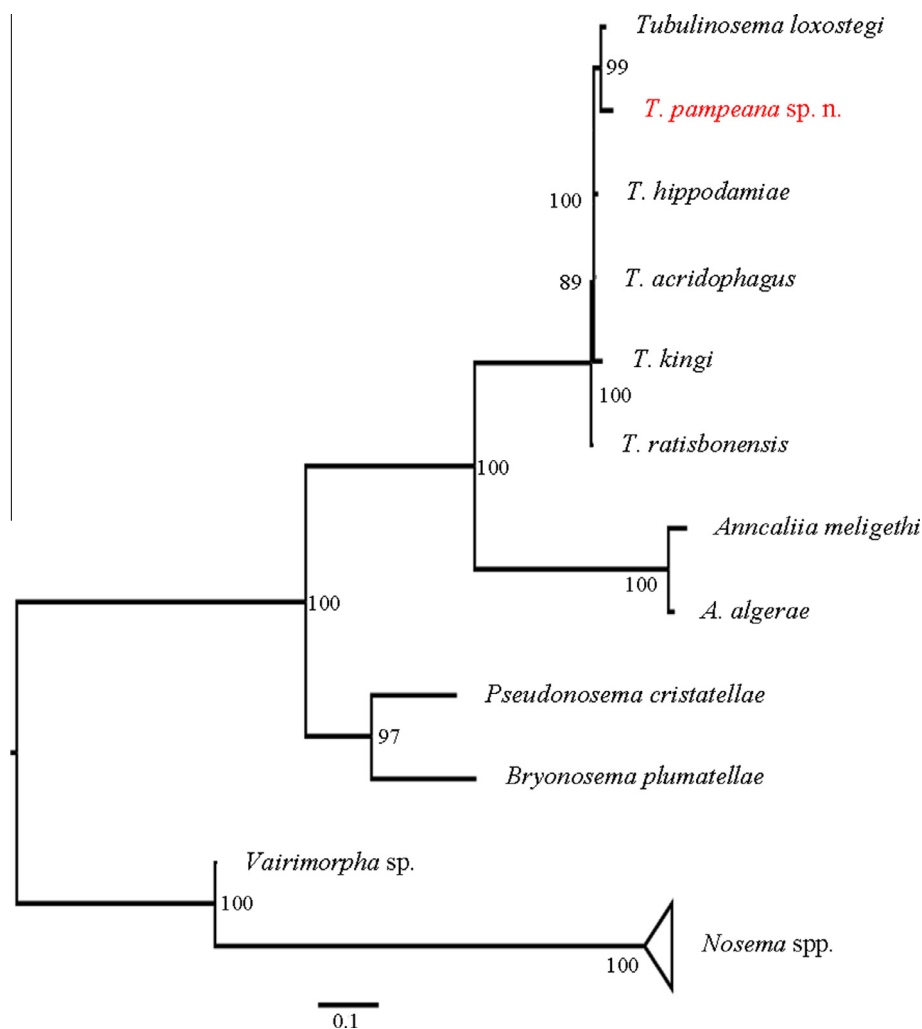 Tubulinosema loxostegi
99
T. pampeana sp. n.
100
T. hippodamiae
89
T. acridophagus
T. kingi
100
T. ratisbonensis
100
Anncaliia meligethi
100
A. algerae
100
Pseudonosema cristatellae
97
Bryonosema plumatellae
Vairimorpha sp.
100
Nosema spp.
100
0.1